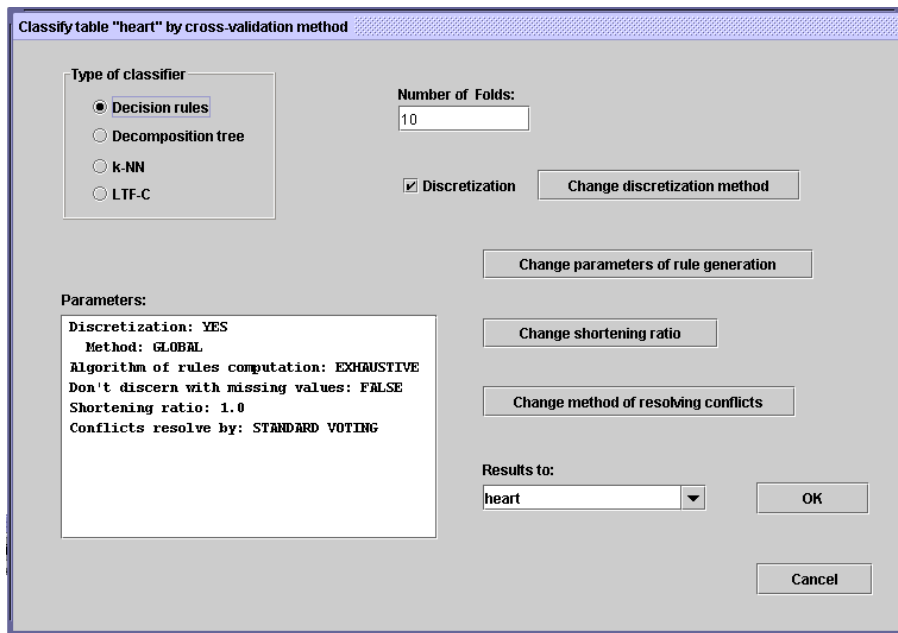 Classify table "heart" by cross-validation method
Type of classifier
Decision rules
Decomposition tree
k-NN
LTF-C
Number of Folds:
10
Discretization
Change discretization method
Change parameters of rule generation
Parameters:
Discretization: YES
Method: GLOBAL
Algorithm of rules computation: EXHAUSTIVE
Don't discern with missing values: FALSE
Shortening ratio: 1.0
Conflicts resolve by: STANDARD VOTING
Change shortening ratio
Change method of resolving conflicts
Results to:
heart
OK
Cancel